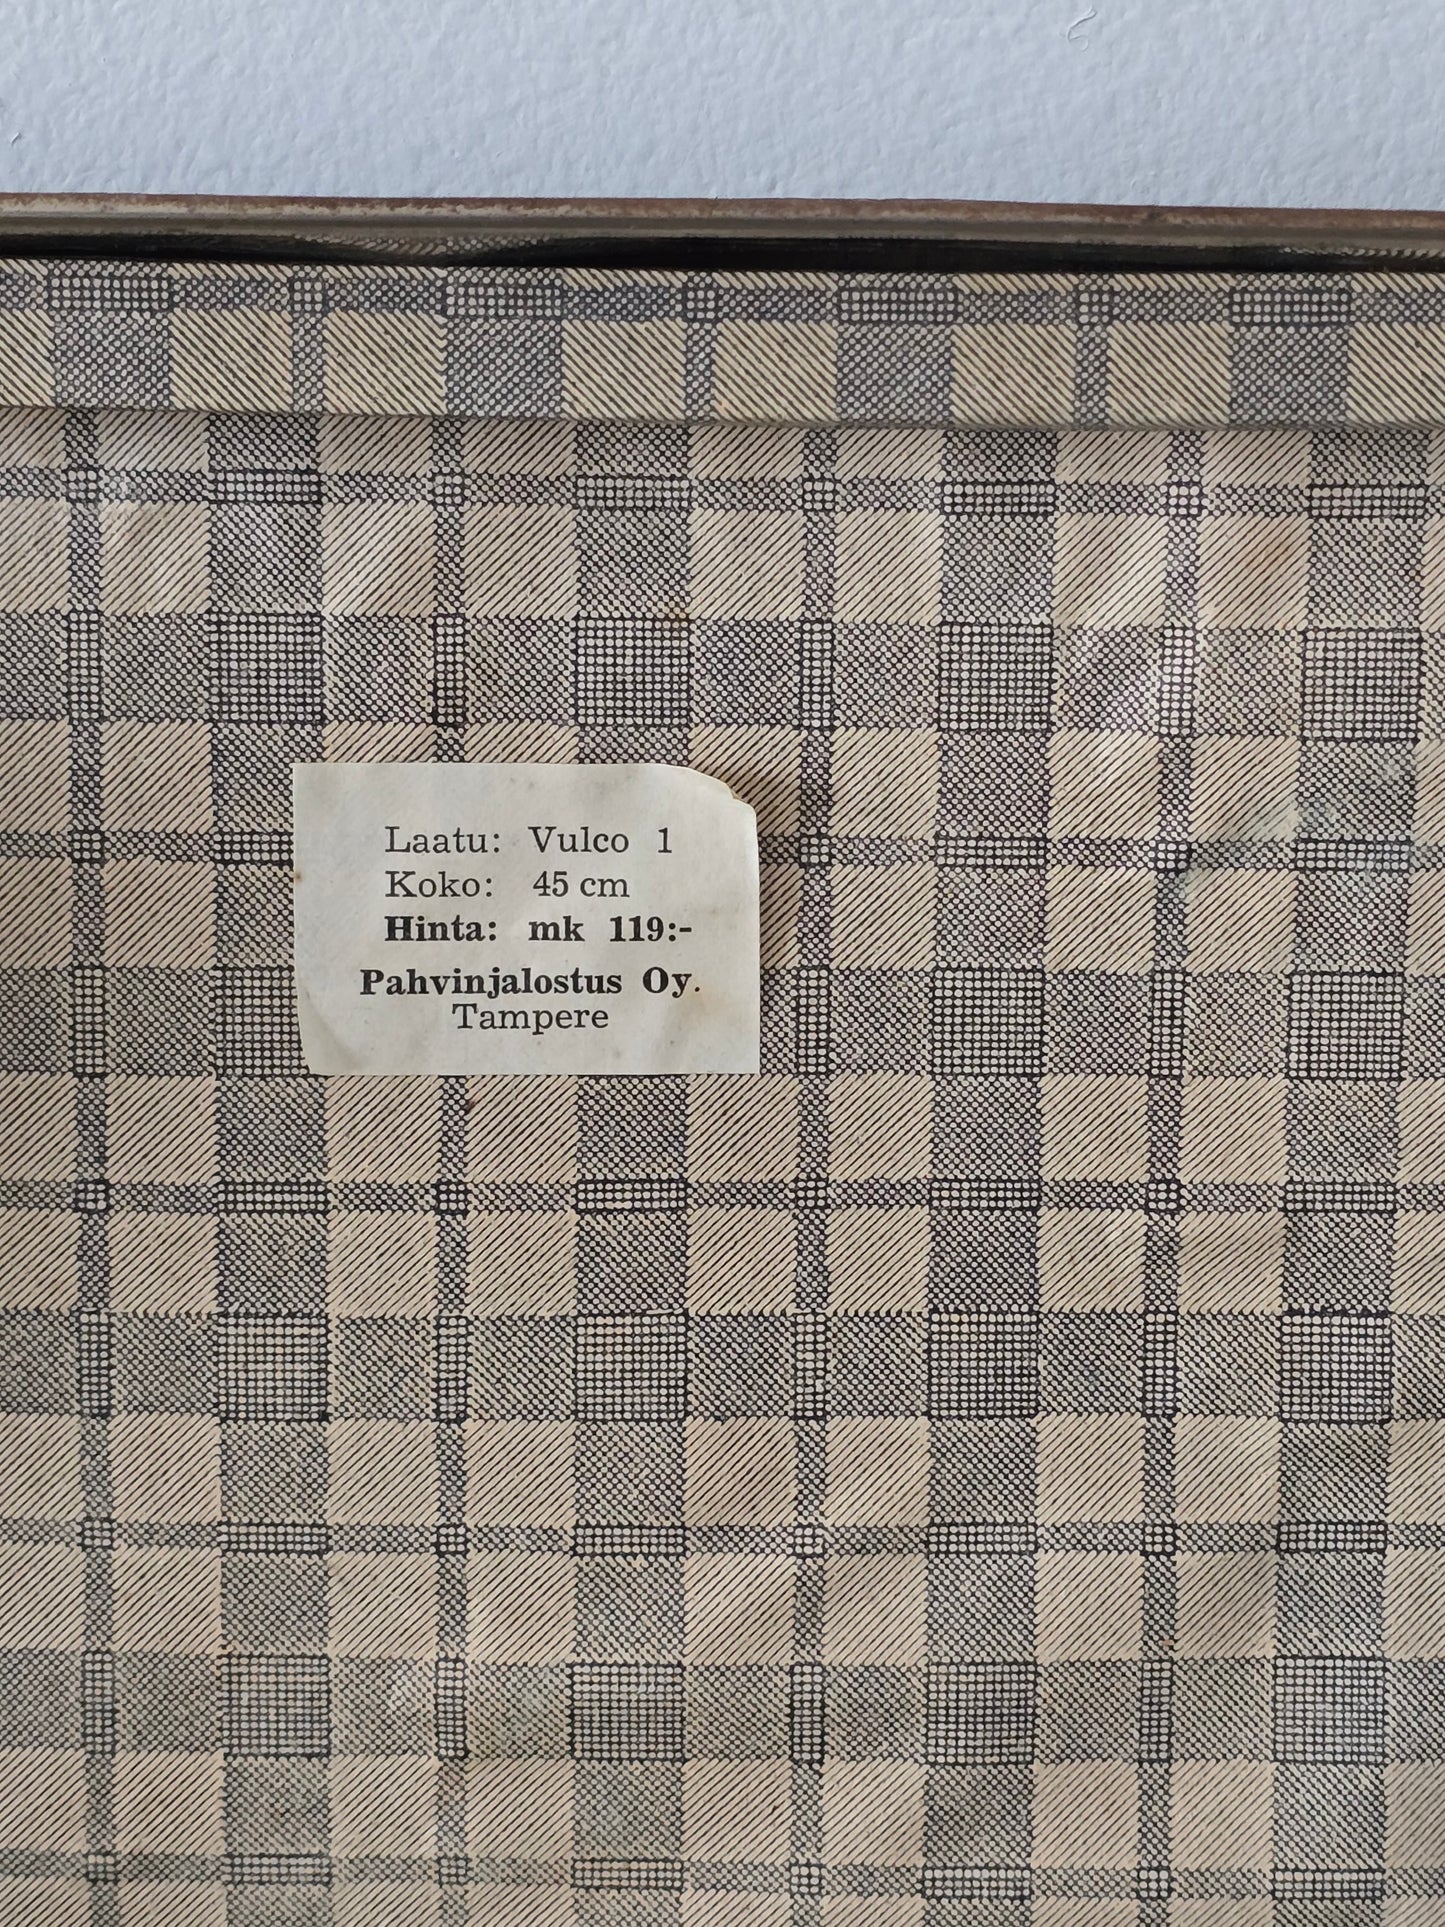 Laatu: Vulco 1
Koko: 45 cm
Hinta: mk 119:-
Pahvinjalostus Oy.
Tampere